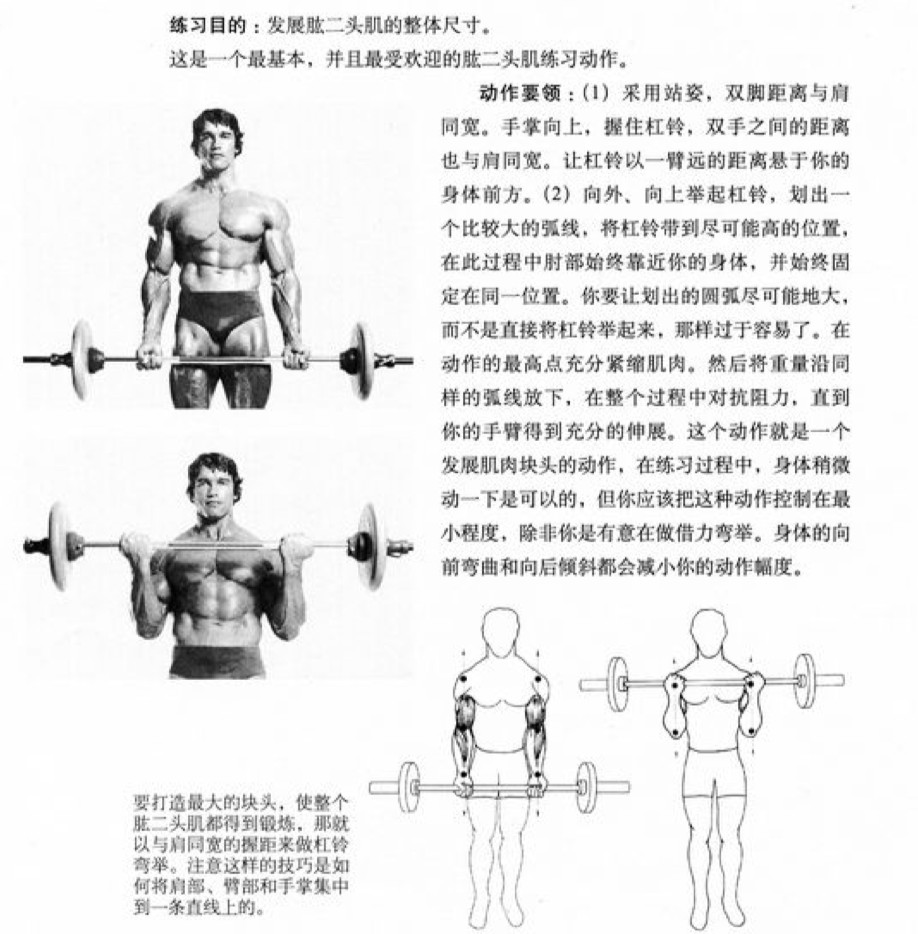 练习目的：发展肱二头肌的整体尺寸。
这是一个最基本，并且最受欢迎的肱二头肌练习动作。
动作要领：(1) 采用站姿，双脚距离与肩
同宽。手掌向上，握住杠铃，双手之间的距离
也与肩同宽。让杠铃以一臂远的距离悬于你的
身体前方。(2) 向外、向上举起杠铃，划出一
个比较大的弧线，将杠铃带到尽可能高的位置，
在此过程中肘部始终靠近你的身体，并始终固
定在同一位置。你要让划出的圆弧尽可能地大，
而不是直接将杠铃举起来，那样过于容易了。在
动作的最高点充分紧缩肌肉。然后将重量沿同
样的弧线放下，在整个过程中对抗阻力，直到
你的手臂得到充分的伸展。这个动作就是一个
发展肌肉块头的动作，在练习过程中，身体稍微
动一下是可以的，但你应该把这种动作控制在最
小程度，除非你是有意在做借力弯举。身体的向
前弯曲和向后倾斜都会减小你的动作幅度。
要打造最大的块头，使整个
肱二头肌都得到锻炼，那就
以与肩同宽的握距来做杠铃
弯举。注意这样的技巧是如
何将肩部、臂部和手掌集中
到一条直线上的。